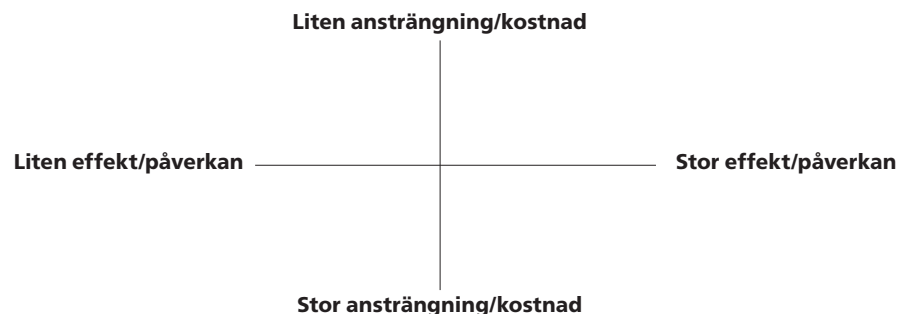 Liten ansträngning/kostnad
Liten effekt/påverkan
Stor effekt/påverkan
Stor ansträngning/kostnad